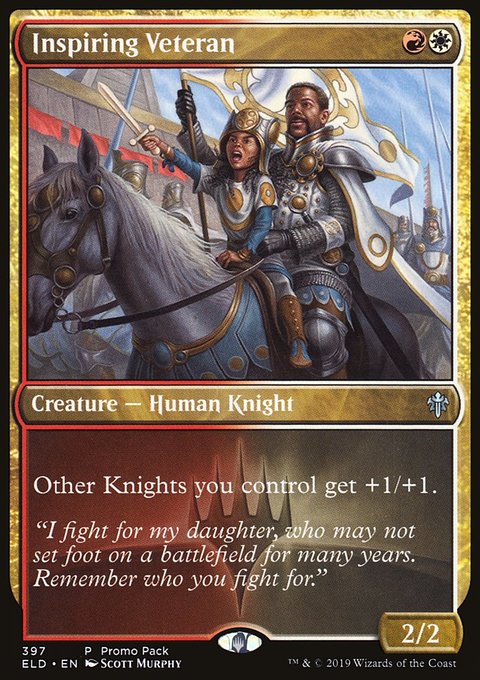 Inspiring Veteran
Creature — Human Knight
Other Knights you control get +1/+1.
“I fight for my daughter, who may not
set foot on a battlefield for many years.
Remember who you fight for.”
2/2
397 P Promo Pack
ELD • EN Scott Murphy
™ & © 2019 Wizards of the Coast